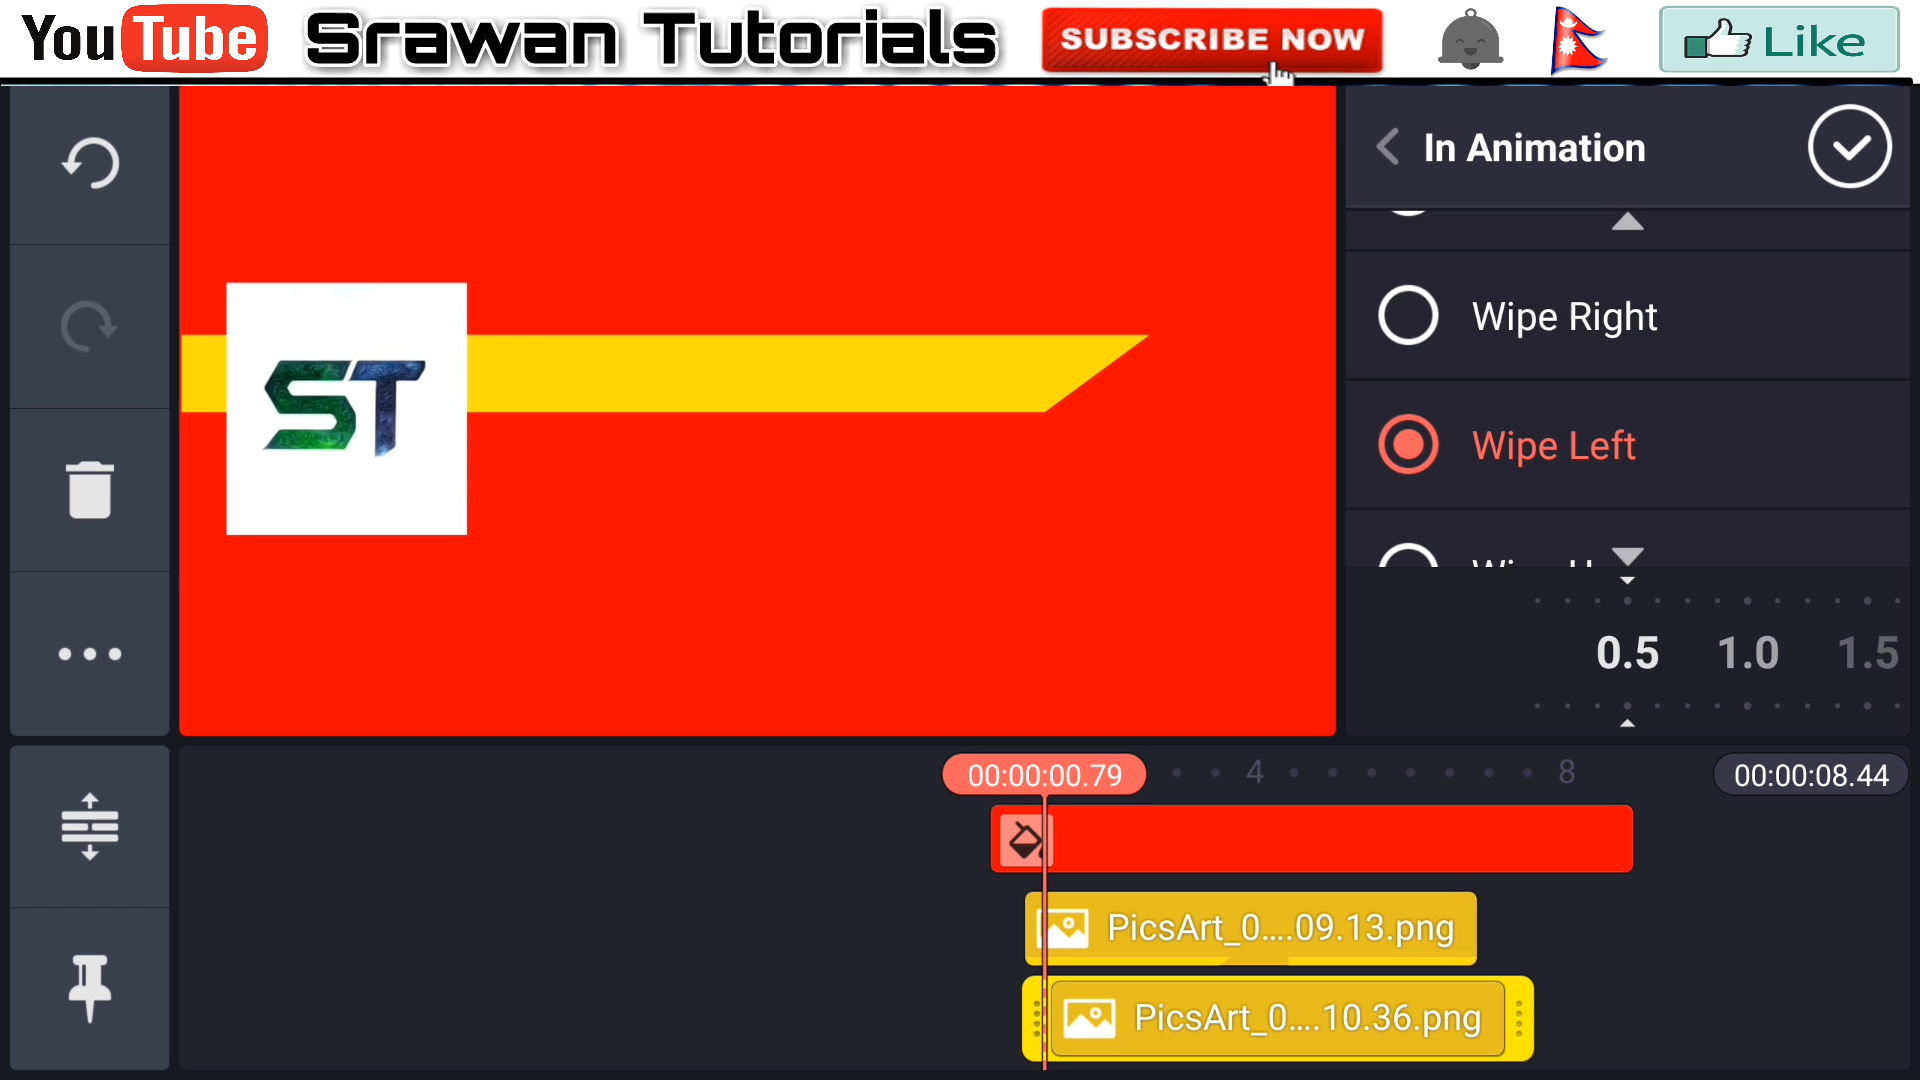 YouTube Srawan Tutorials SUBSCRIBE NOW Like
In Animation
Wipe Right
ST
Wipe Left
0.5 1.0 1.5
00:00:00.79 4 8 00:00:08.44
PicsArt_0....09.13.png
PicsArt_0....10.36.png